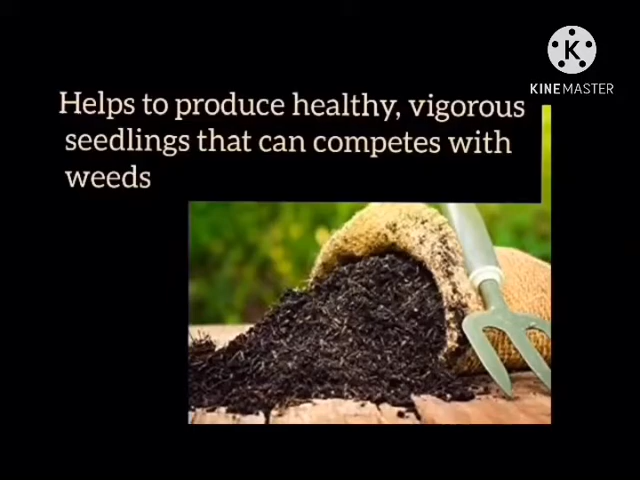 KINEMASTER
Helps to produce healthy, vigorous
seedlings that can competes with
weeds